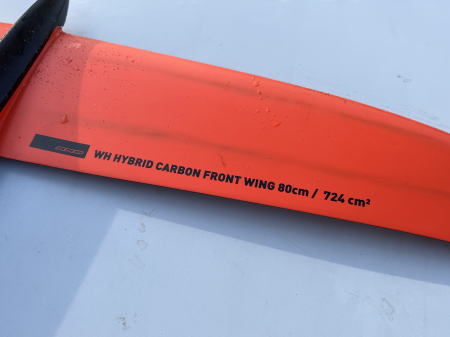 WH HYBRID CARBON FRONT WING 80cm / 724 cm²